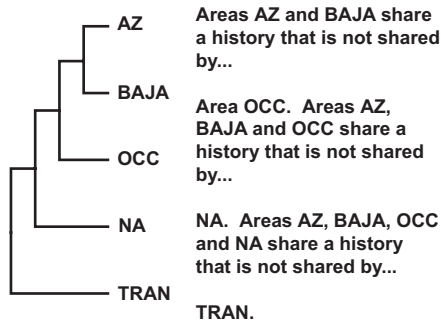 AZ
BAJA
OCC
NA
TRAN
Areas AZ and BAJA share
a history that is not shared
by...
Area OCC. Areas AZ,
BAJA and OCC share a
history that is not shared
by...
NA. Areas AZ, BAJA, OCC
and NA share a history
that is not shared by...
TRAN.